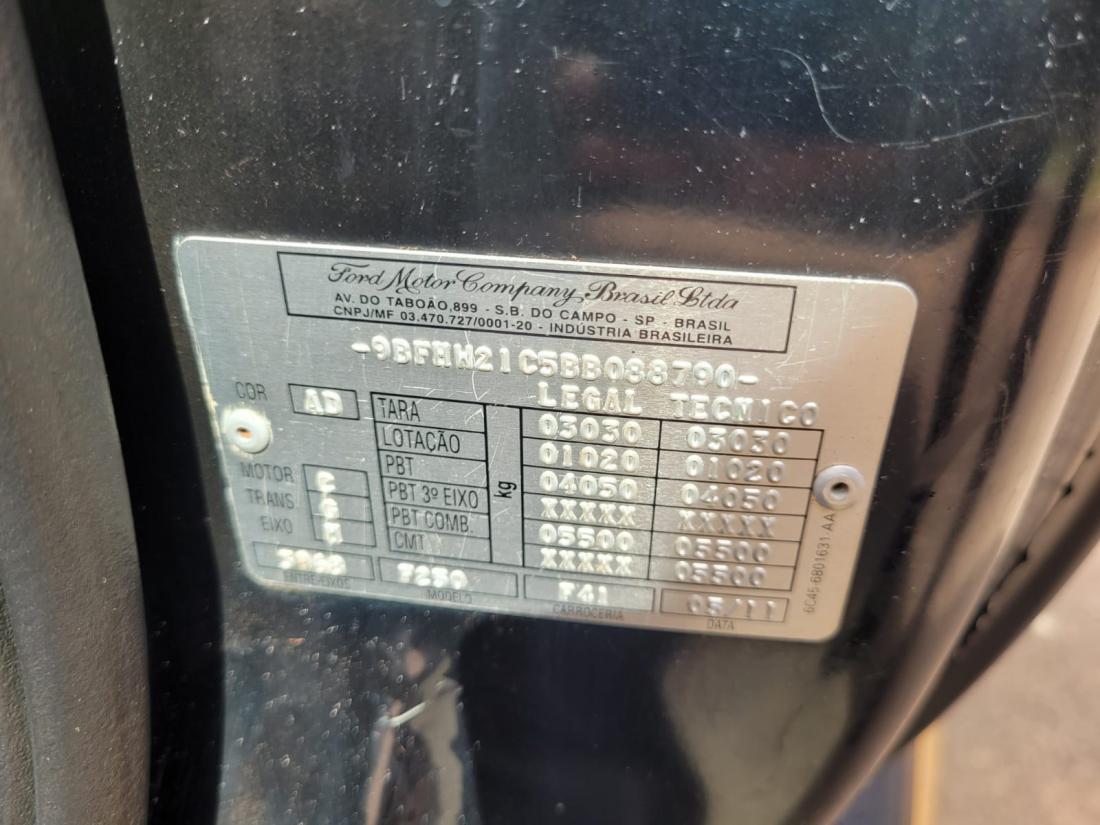 Ford Motor Company Brasil Ltda
AV. DO TABOÃO,899 - S.B. DO CAMPO - SP - BRASIL
CNPJ/MF 03.470.727/0001-20 - INDÚSTRIA BRASILEIRA
-9BFHW21C5BB088790-
LEGAL TECNICO
COR AD TARA 03030 03030
LOTAÇÃO 01020 01020
PBT kg 04050 04050
MOTOR C PBT 3º EIXO XXXXX XXXXX
TRANS. PBT COMB. 05500 05500
EIXO CMT XXXXX 05500
F250 F41 05/11
ENTRE-EIXOS MODELO CARROCERIA DATA
6C45-6801631.AA